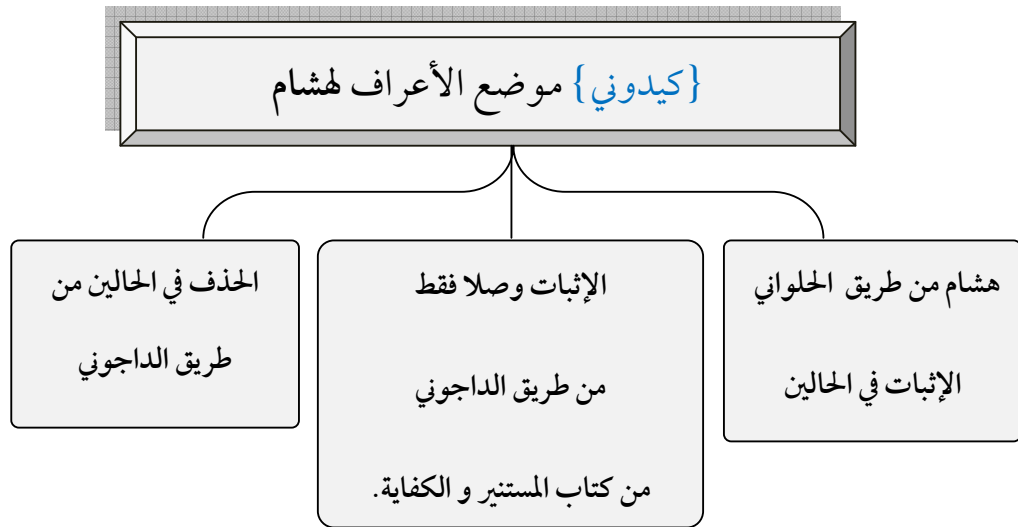 {كيدوني} موضع الأعراف لهشام
هشام من طريق الحلواني
الإثبات في الحالين
الإثبات وصلا فقط
من طريق الداجوني
من كتاب المستنير و الكفاية.
الحذف في الحالين من
طريق الداجوني